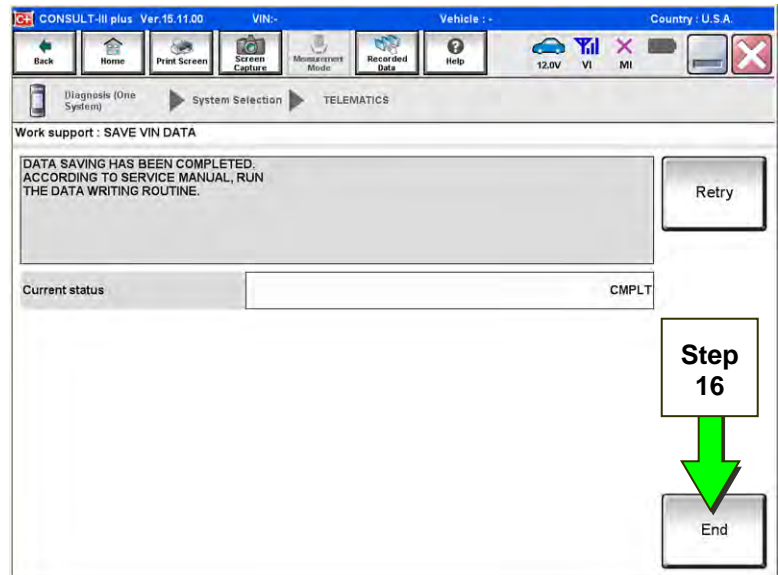 CONSULT-III plus Ver.15.11.00 VIN:- Vehicle : - Country : U.S.A.
Back Home Print Screen Screen Capture Measurement Mode Recorded Data Help 12.0V VI MI
Diagnosis (One System) System Selection TELEMATICS
Work support : SAVE VIN DATA
DATA SAVING HAS BEEN COMPLETED.
ACCORDING TO SERVICE MANUAL, RUN
THE DATA WRITING ROUTINE.
Retry
Current status CMPLT
Step
16
End